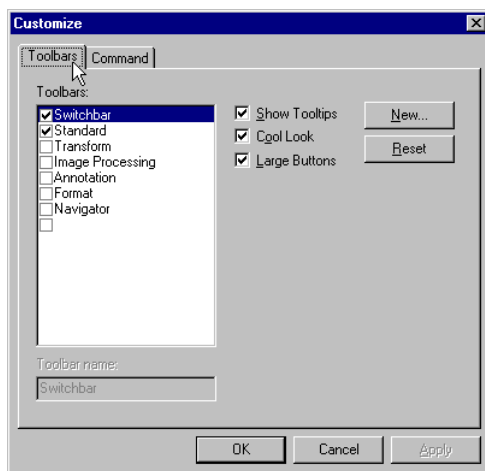 Customize
Toolbars
Command
Toolbars:
Switchbar
Standard
Transform
Image Processing
Annotation
Format
Navigator
Show Tooltips
Cool Look
Large Buttons
New...
Reset
Toolbar name:
Switchbar
OK
Cancel
Apply